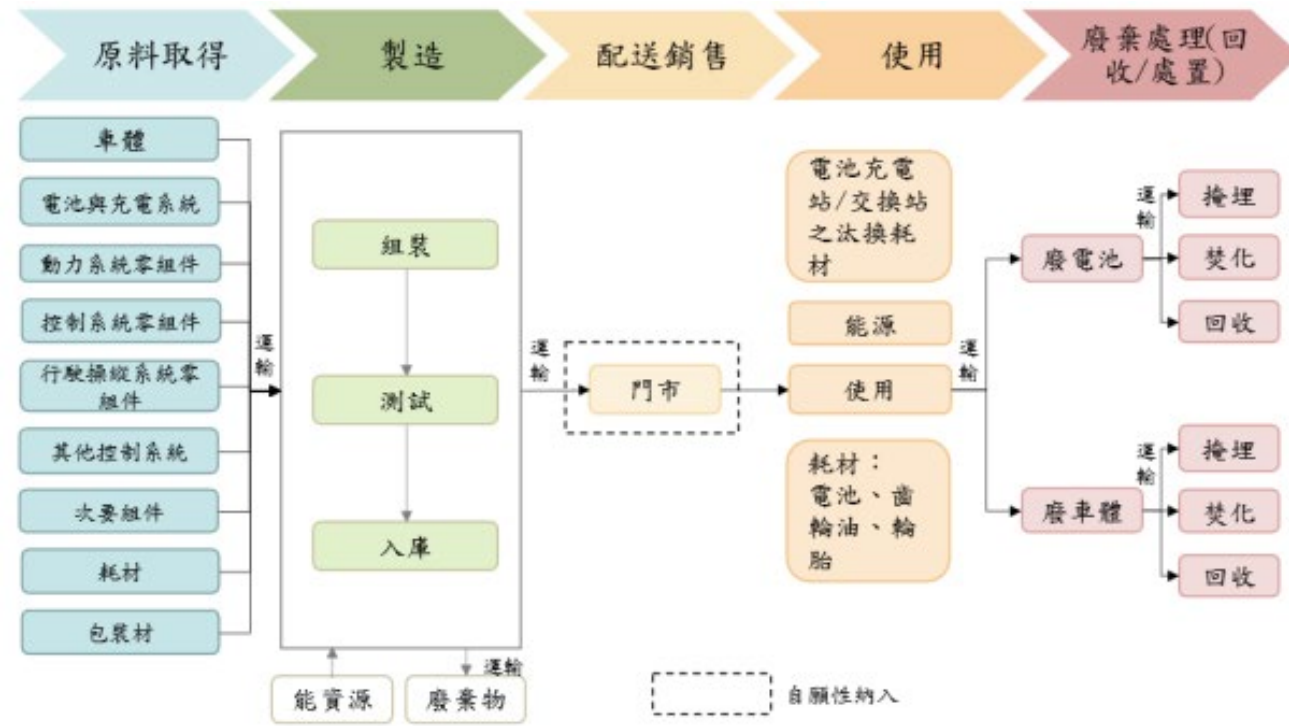 原料取得
製造
配送銷售
使用
廢棄處理(回
收/處置)
車體
電池與充電系統
動力系統零組件
控制系統零組件
行駛操縱系統零
組件
其他控制系統
次要組件
耗材
包裝材
運
輸
組裝
測試
入庫
能資源
廢棄物
運輸
運
輸
門市
電池充電
站/交換站
之汰換耗
材
能源
使用
耗材：
電池、齒
輪油、輪
胎
運
輸
廢電池
運
輸
掩埋
焚化
回收
廢車體
運
輸
掩埋
焚化
回收
自願性納入